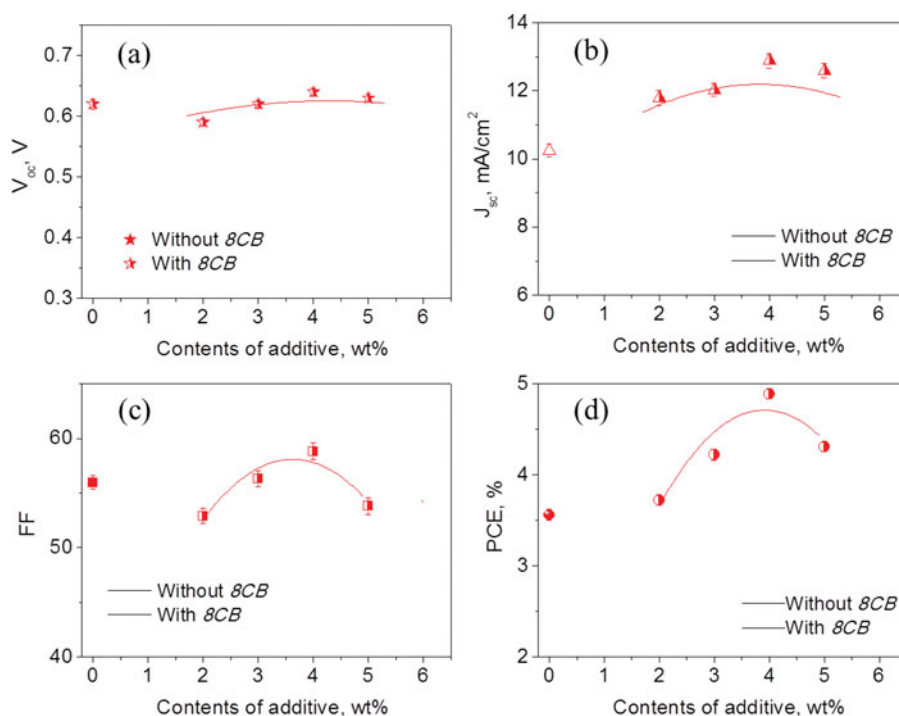 (a)
0.7
0.6
0.5
0.4
0.3
V_oc, V
Without 8CB
With 8CB
0 1 2 3 4 5 6
Contents of additive, wt%
(b)
14
12
10
8
6
J_sc, mA/cm²
Without 8CB
With 8CB
0 1 2 3 4 5 6
Contents of additive, wt%
(c)
60
50
40
FF
Without 8CB
With 8CB
0 1 2 3 4 5 6
Contents of additive, wt%
(d)
5
4
3
2
PCE, %
Without 8CB
With 8CB
0 1 2 3 4 5 6
Contents of additive, wt%